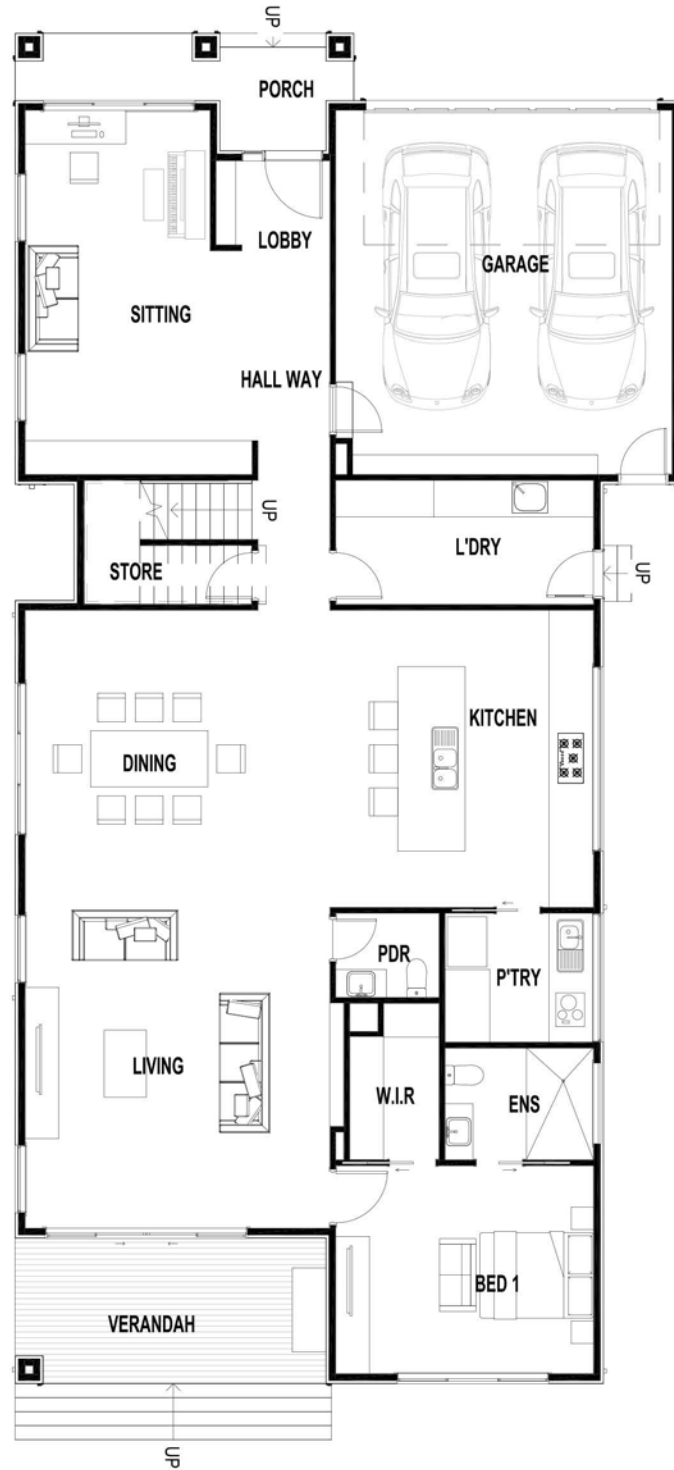 UP
PORCH
LOBBY
GARAGE
SITTING
HALL WAY
UP
L'DRY
STORE
UP
KITCHEN
DINING
PDR
P'TRY
LIVING
W.I.R
ENS
BED 1
VERANDAH
UP